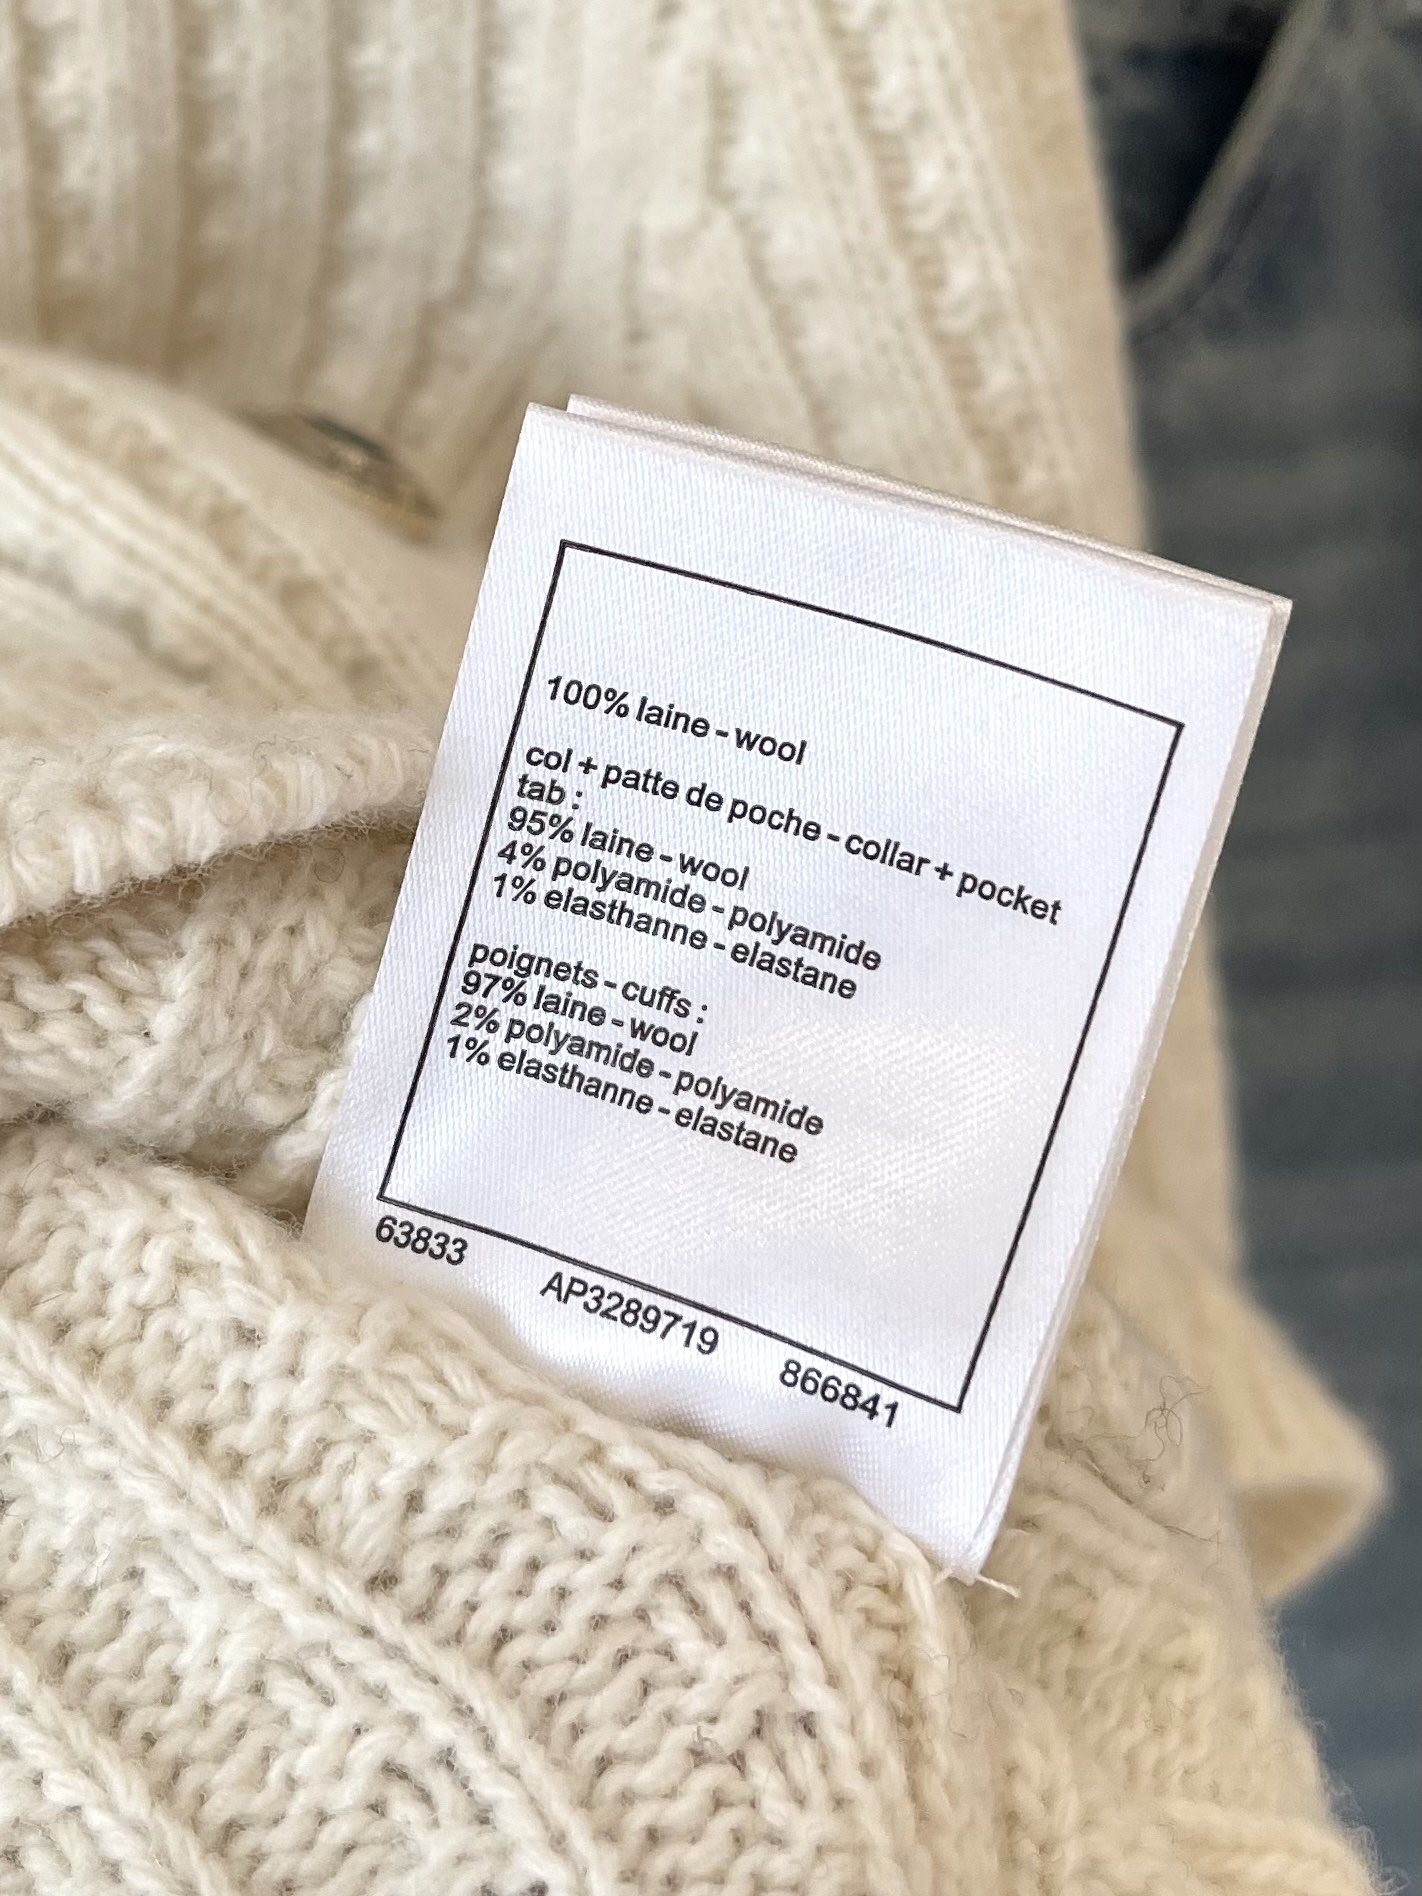 100% laine - wool
col + patte de poche - collar + pocket
tab :
95% laine - wool
4% polyamide - polyamide
1% elasthanne - elastane
poignets - cuffs :
97% laine - wool
2% polyamide - polyamide
1% elasthanne - elastane
63833 AP3289719 866841